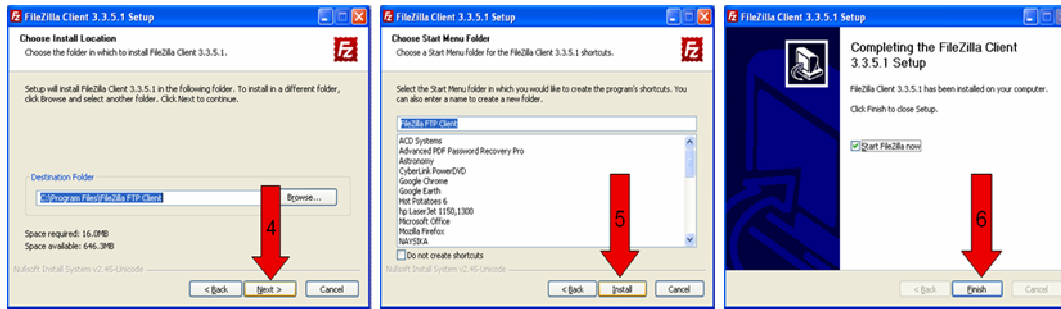 FileZilla Client 3.3.5.1 Setup
Choose Install Location
Choose the folder in which to install FileZilla Client 3.3.5.1.
Fz
Setup will install FileZilla Client 3.3.5.1 in the following folder. To install in a different folder,
click Browse and select another folder. Click Next to continue.
Destination Folder
C:\Program Files\FileZilla FTP Client
Browse...
Space required: 16.0MB
Space available: 646.3MB
4
Nullsoft Install System v2.45-Unicode
< Back
Next >
Cancel
FileZilla Client 3.3.5.1 Setup
Choose Start Menu Folder
Choose a Start Menu folder for the FileZilla Client 3.3.5.1 shortcuts.
Fz
Select the Start Menu folder in which you would like to create the program's shortcuts. You
can also enter a name to create a new folder.
FileZilla FTP Client
ACD Systems
Advanced PDF Password Recovery Pro
Astronomy
CyberLink PowerDVD
Google Chrome
Google Earth
Hot Potatoes 6
hp LaserJet 1150,1300
Microsoft Office
Mozilla Firefox
NAYSIKA
Do not create shortcuts
5
Nullsoft Install System v2.45-Unicode
< Back
Install
Cancel
FileZilla Client 3.3.5.1 Setup
Completing the FileZilla Client
3.3.5.1 Setup
FileZilla Client 3.3.5.1 has been installed on your computer.
Click Finish to close Setup.
Start FileZilla now
6
< Back
Finish
Cancel